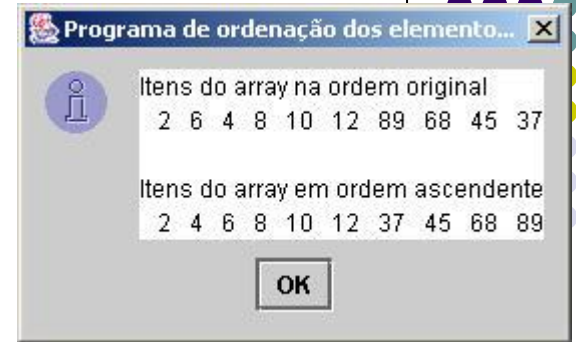 Programa de ordenação dos elemento...
Itens do array na ordem original
2 6 4 8 10 12 89 68 45 37
Itens do array em ordem ascendente
2 4 6 8 10 12 37 45 68 89
OK